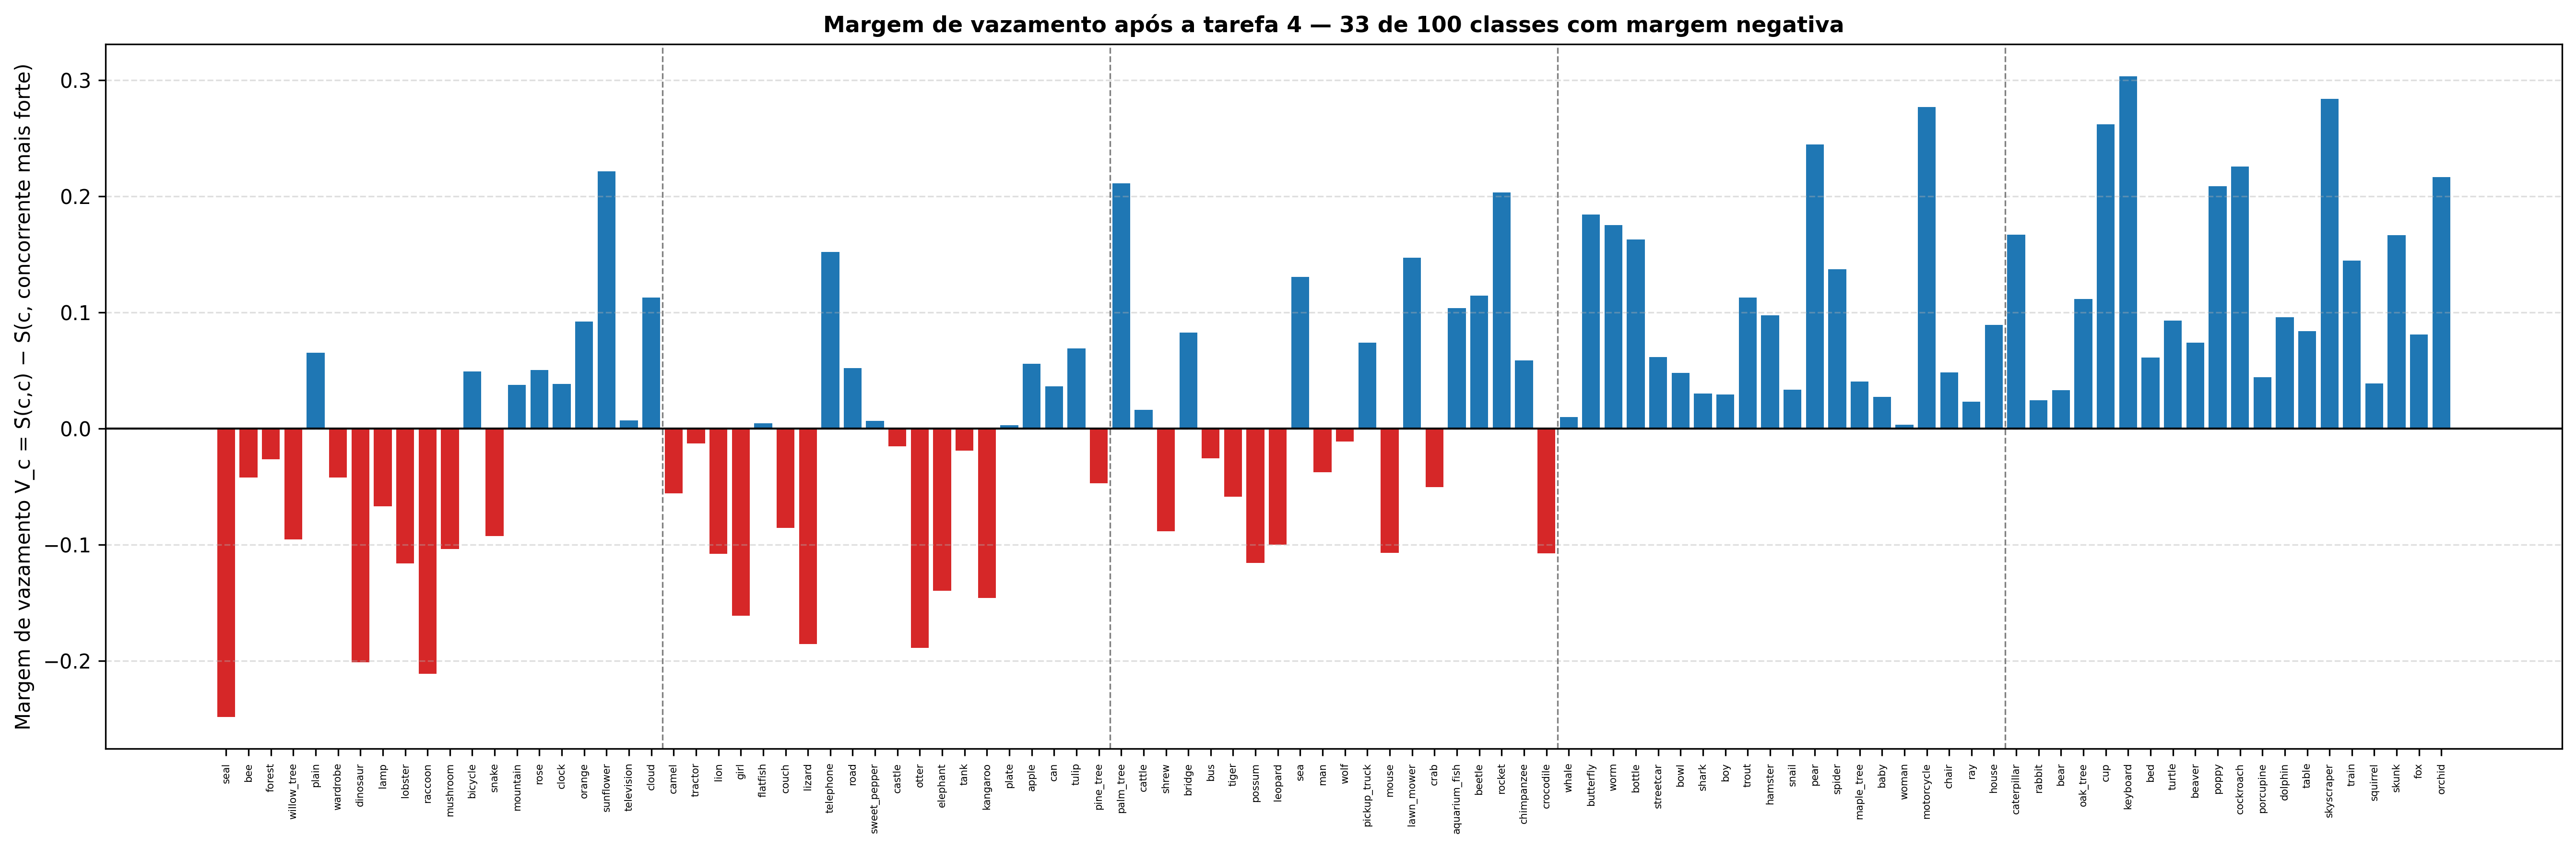 Margem de vazamento após a tarefa 4 — 33 de 100 classes com margem negativa
Margem de vazamento V_c = S(c,c) − S(c, concorrente mais forte)
0.3
0.2
0.1
0.0
−0.1
−0.2
seal
bee
forest
willow_tree
plain
wardrobe
dinosaur
lamp
lobster
raccoon
mushroom
bicycle
snake
mountain
rose
clock
orange
sunflower
television
cloud
camel
tractor
lion
girl
flatfish
couch
lizard
telephone
road
sweet_pepper
castle
otter
elephant
tank
kangaroo
plate
apple
can
tulip
pine_tree
palm_tree
cattle
shrew
bridge
bus
tiger
possum
leopard
sea
man
wolf
pickup_truck
mouse
lawn_mower
crab
aquarium_fish
beetle
rocket
chimpanzee
crocodile
whale
butterfly
worm
bottle
streetcar
bowl
shark
boy
trout
hamster
snail
pear
spider
maple_tree
baby
woman
motorcycle
chair
ray
house
caterpillar
rabbit
bear
oak_tree
cup
keyboard
bed
turtle
beaver
poppy
cockroach
porcupine
dolphin
table
skyscraper
train
squirrel
skunk
fox
orchid